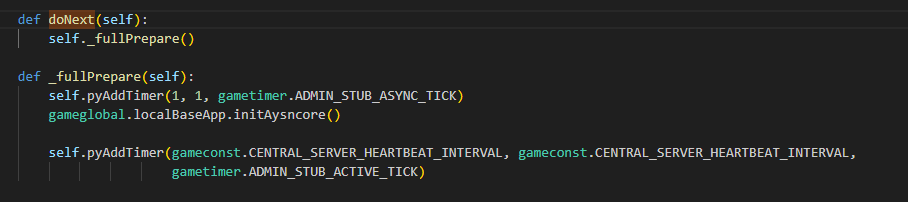 def doNext(self):
    self._fullPrepare()
def _fullPrepare(self):
    self.pyAddTimer(1, 1, gametimer.ADMIN_STUB_ASYNC_TICK)
    gameglobal.localBaseApp.initAysncore()
    self.pyAddTimer(gameconst.CENTRAL_SERVER_HEARTBEAT_INTERVAL, gameconst.CENTRAL_SERVER_HEARTBEAT_INTERVAL,
                    gametimer.ADMIN_STUB_ACTIVE_TICK)